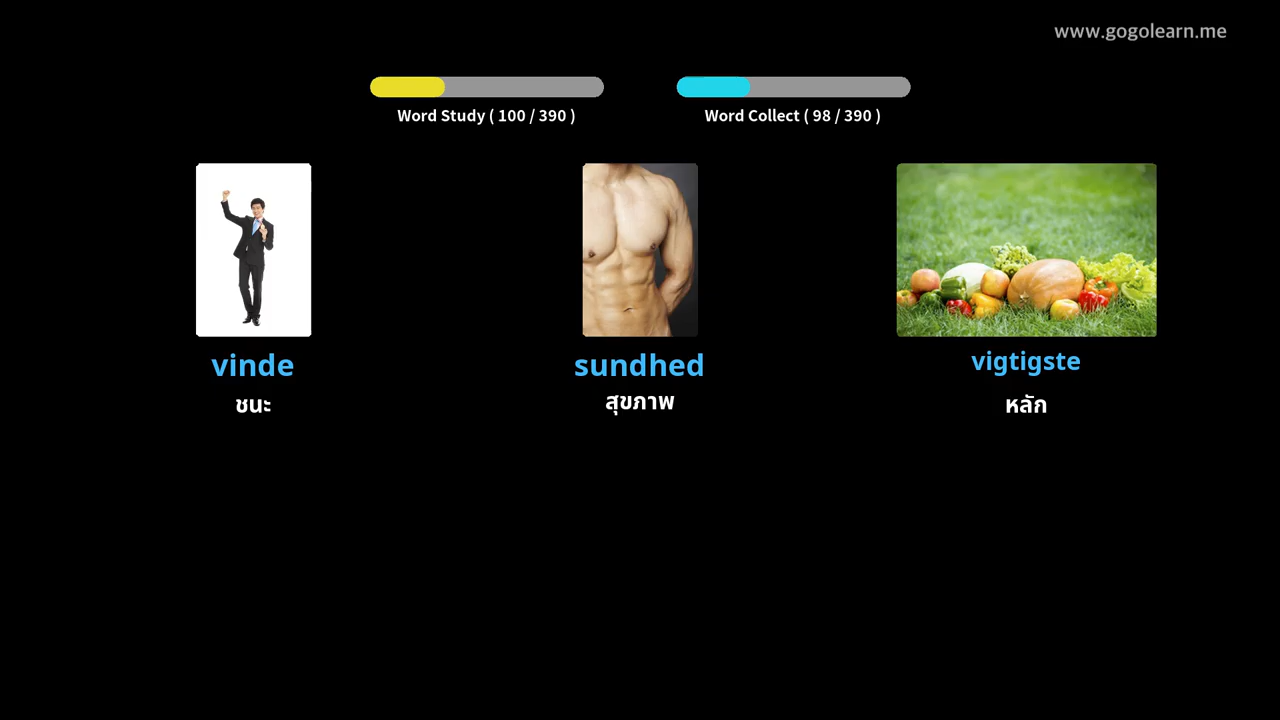 www.gogolearn.me
Word Study ( 100 / 390 )
Word Collect ( 98 / 390 )
vinde
sundhed
vigtigste
ชนะ
สุขภาพ
หลัก